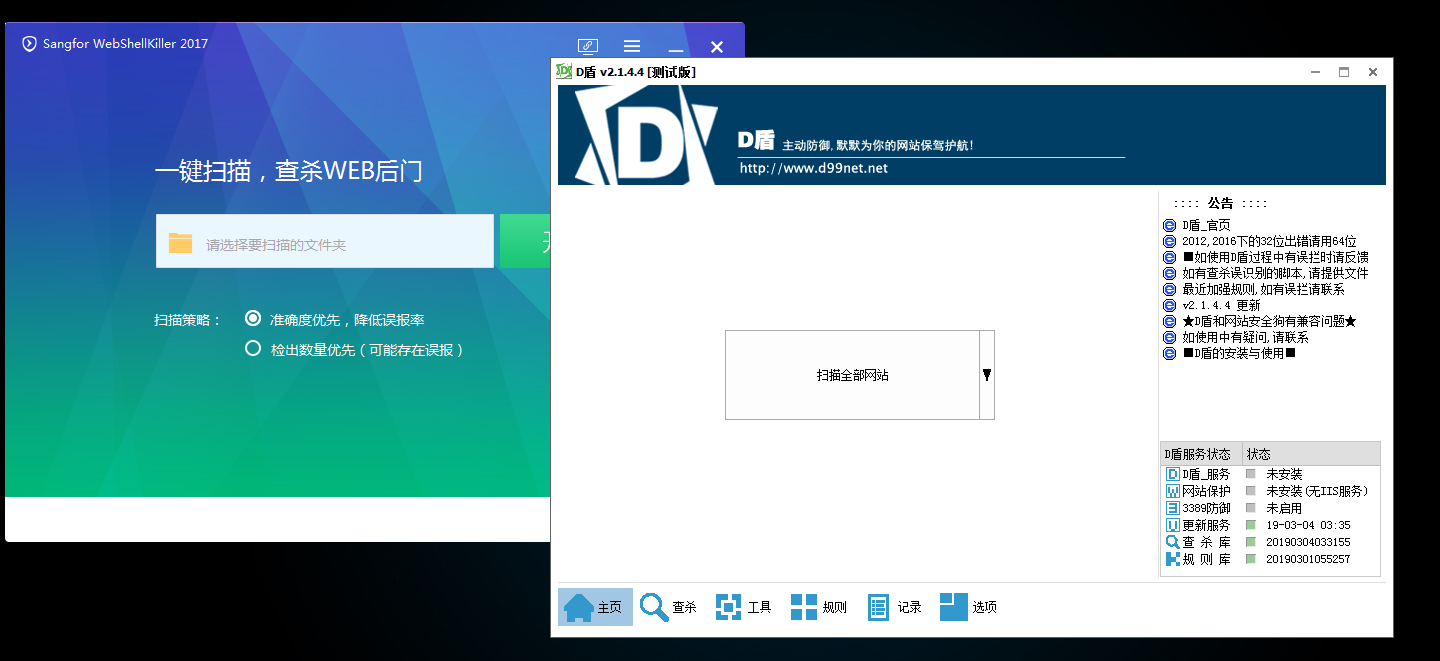 Sangfor WebShellKiller 2017
一键扫描，查杀WEB后门
请选择要扫描的文件夹
扫描策略：
准确度优先，降低误报率
检出数量优先（可能存在误报）
D盾 v2.1.4.4 [测试版]
D盾 主动防御,默默为你的网站保驾护航!
http://www.d99net.net
扫描全部网站
:::: 公告 ::::
D盾_官页
2012,2016下的32位出错请用64位
■如使用D盾过程中有误拦时请反馈
如有查杀误识别的脚本,请提供文件
最近加强规则,如有误拦请联系
v2.1.4.4 更新
★D盾和网站安全狗有兼容问题★
如使用中有疑问,请联系
■D盾的安装与使用■
D盾服务状态 状态
D盾_服务 未安装
网站保护 未安装(无IIS服务)
3389防御 未启用
更新服务 19-03-04 03:35
查 杀 库 20190304033155
规 则 库 20190301055257
主页 查杀 工具 规则 记录 选项